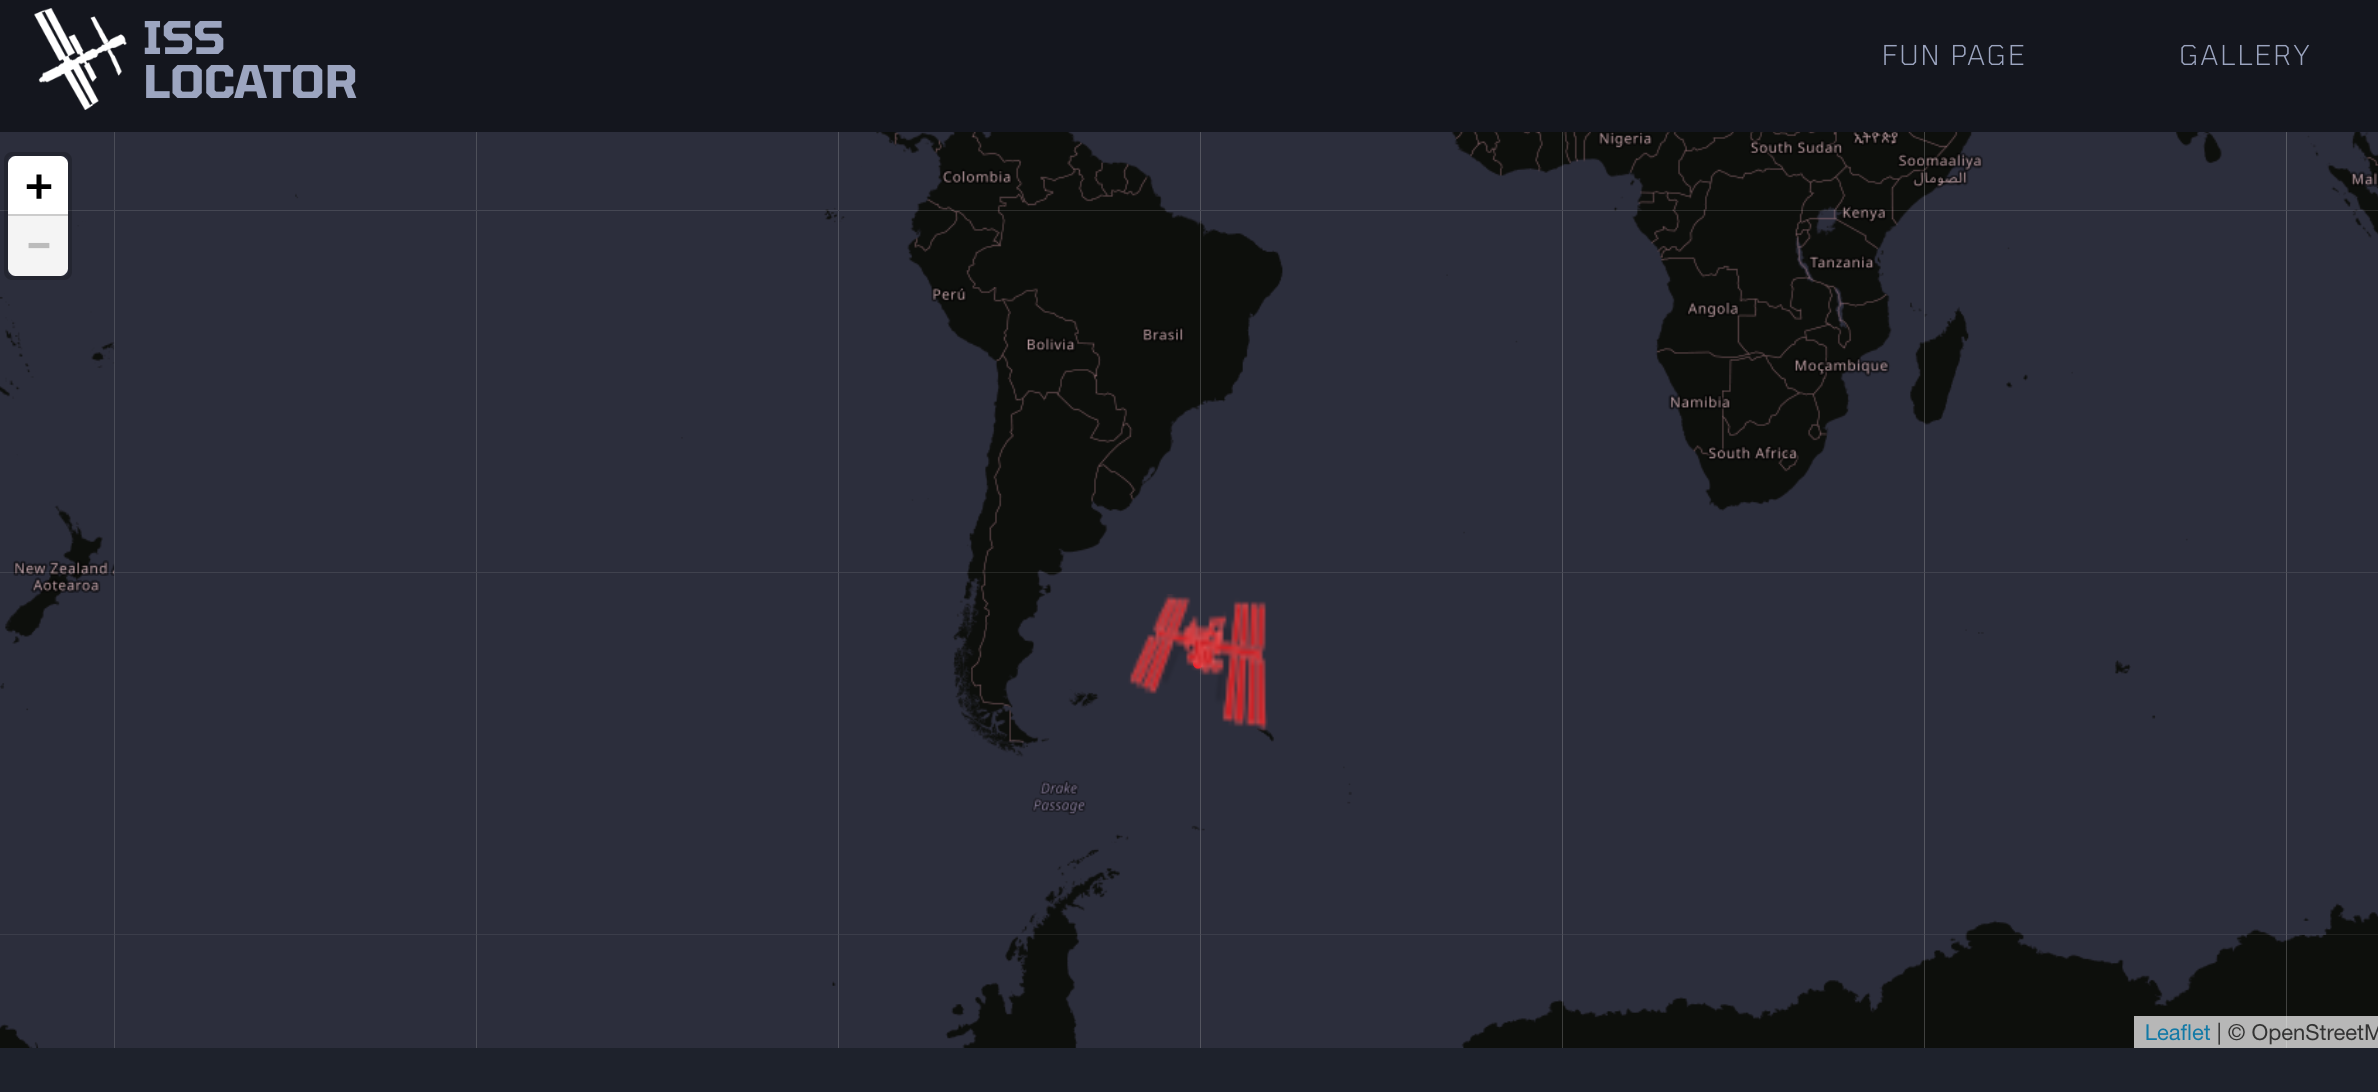 ISS
LOCATOR
FUN PAGE
GALLERY
+
−
Nigeria
South Sudan
Soomaaliya
الصومال
Colombia
Mal
Kenya
Tanzania
Perú
Angola
Brasil
Bolivia
Moçambique
Namibia
South Africa
New Zealand
Aotearoa
Drake
Passage
Leaflet | © OpenStreetM